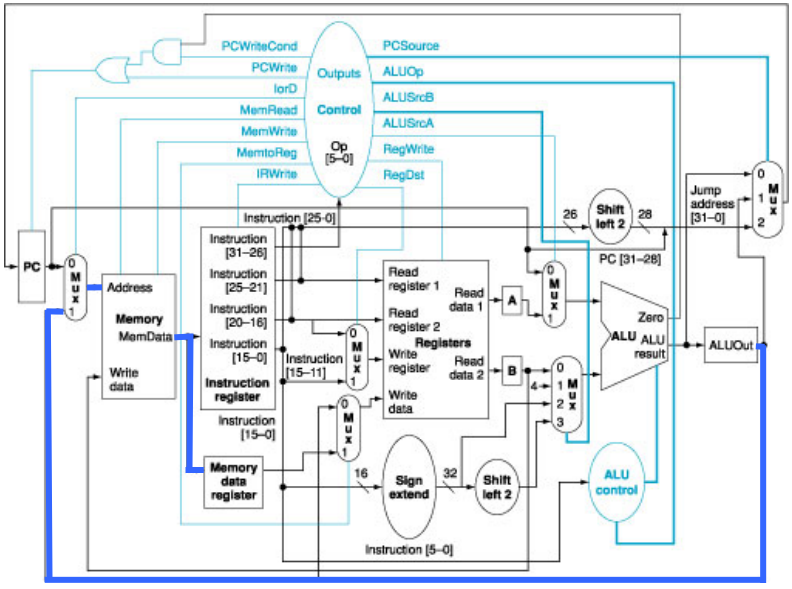 PCWriteCond
PCWrite
IorD
MemRead
MemWrite
MemtoReg
IRWrite
Outputs
Control
Op
[5–0]
PCSource
ALUOp
ALUSrcB
ALUSrcA
RegWrite
RegDst
Instruction [25-0]
26
Shift
left 2
28
Jump
address
[31–0]
PC [31–28]
0
1
2
M
u
x
PC
0
M
u
x
1
Address
Memory
MemData
Write
data
Instruction
[31–26]
Instruction
[25–21]
Instruction
[20–16]
Instruction
[15–0]
Instruction
register
Instruction
[15–11]
Instruction
[15–0]
Memory
data
register
0
M
u
x
1
0
M
u
x
1
Read
register 1
Read
register 2
Registers
Write
register
Write
data
Read
data 1
Read
data 2
A
B
0
M
u
x
1
4
0
1
2
3
M
u
x
Zero
ALU
ALU
result
ALUOut
16
Sign
extend
32
Shift
left 2
ALU
control
Instruction [5–0]